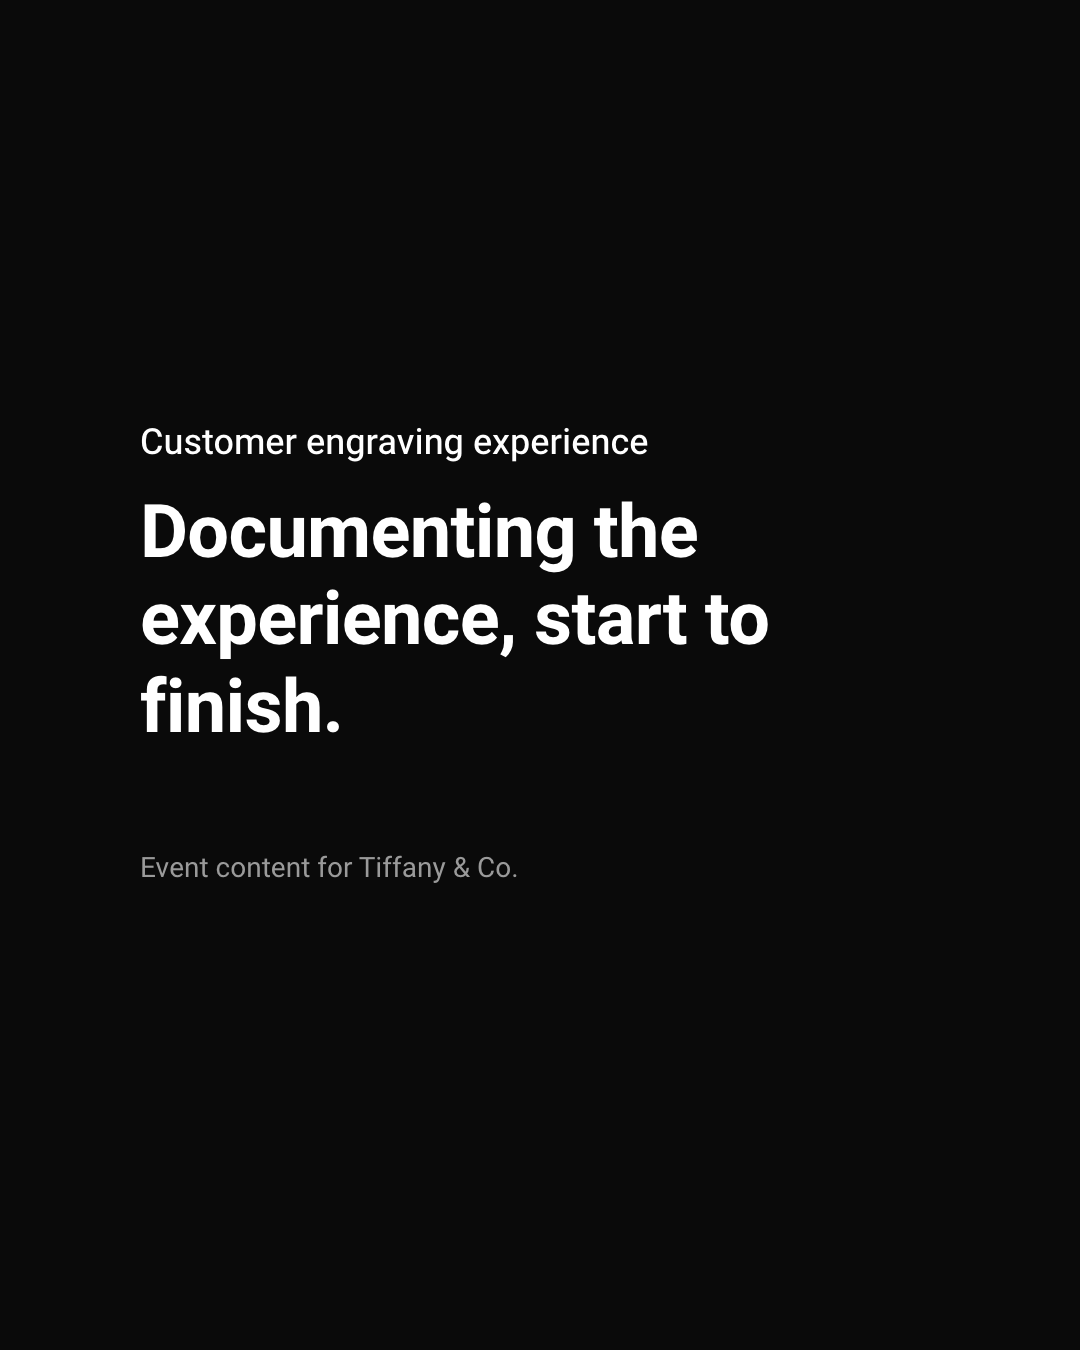 Customer engraving experience
Documenting the
experience, start to
finish.
Event content for Tiffany & Co.